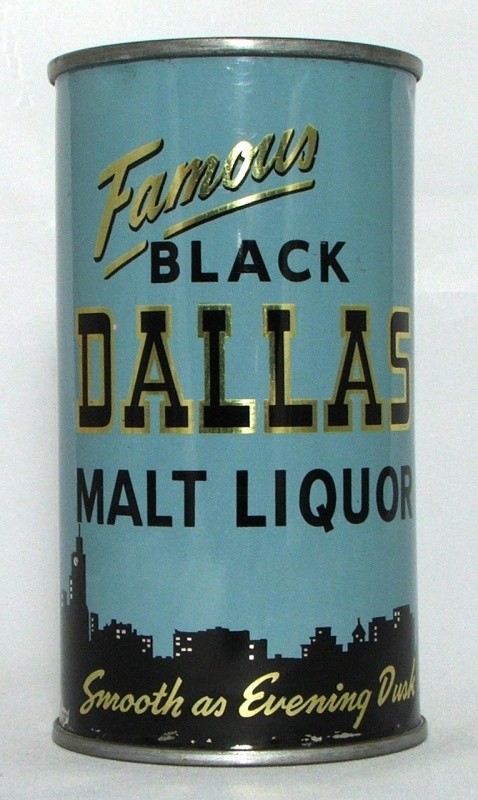 Famous
BLACK
DALLAS
MALT LIQUOR
Smooth as Evening Dusk